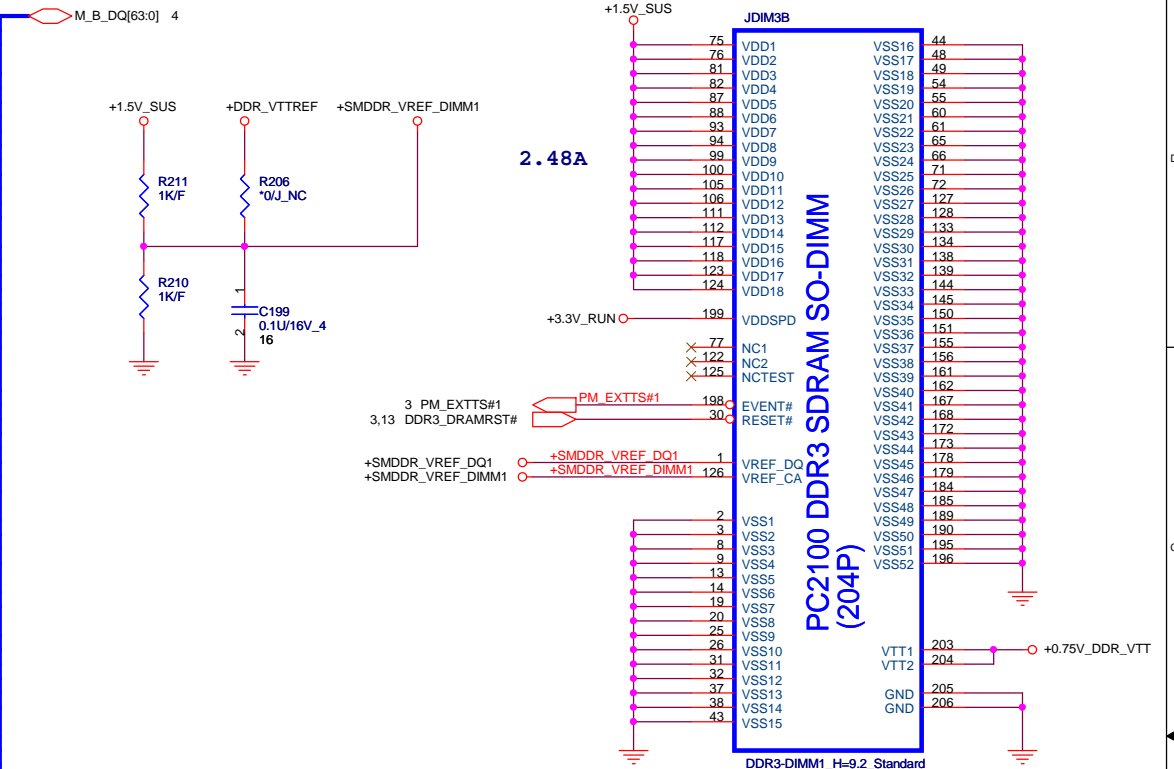 M_B_DQ[63:0] 4
+1.5V_SUS
+DDR_VTTREF
+SMDDR_VREF_DIMM1
R211
1K/F
R206
*0/J_NC
R210
1K/F
1
C199
0.1U/16V_4
2
16
2.48A
+1.5V_SUS
JDIM3B
75 VDD1
76 VDD2
81 VDD3
82 VDD4
87 VDD5
88 VDD6
93 VDD7
94 VDD8
99 VDD9
100 VDD10
105 VDD11
106 VDD12
111 VDD13
112 VDD14
117 VDD15
118 VDD16
123 VDD17
124 VDD18
+3.3V_RUN 199 VDDSPD
77 NC1
122 NC2
125 NCTEST
3 PM_EXTTS#1 PM_EXTTS#1 198 EVENT#
3,13 DDR3_DRAMRST# 30 RESET#
+SMDDR_VREF_DQ1 +SMDDR_VREF_DQ1 1 VREF_DQ
+SMDDR_VREF_DIMM1 +SMDDR_VREF_DIMM1 126 VREF_CA
2 VSS1
3 VSS2
8 VSS3
9 VSS4
13 VSS5
14 VSS6
19 VSS7
20 VSS8
25 VSS9
26 VSS10
31 VSS11
32 VSS12
37 VSS13
38 VSS14
43 VSS15
PC2100 DDR3 SDRAM SO-DIMM
(204P)
VSS16 44
VSS17 48
VSS18 49
VSS19 54
VSS20 55
VSS21 60
VSS22 61
VSS23 65
VSS24 66
VSS25 71
VSS26 72
VSS27 127
VSS28 128
VSS29 133
VSS30 134
VSS31 138
VSS32 139
VSS33 144
VSS34 145
VSS35 150
VSS36 151
VSS37 155
VSS38 156
VSS39 161
VSS40 162
VSS41 167
VSS42 168
VSS43 172
VSS44 173
VSS45 178
VSS46 179
VSS47 184
VSS48 185
VSS49 189
VSS50 190
VSS51 195
VSS52 196
VTT1 203
VTT2 204
+0.75V_DDR_VTT
GND 205
GND 206
DDR3-DIMM1_H=9.2_Standard